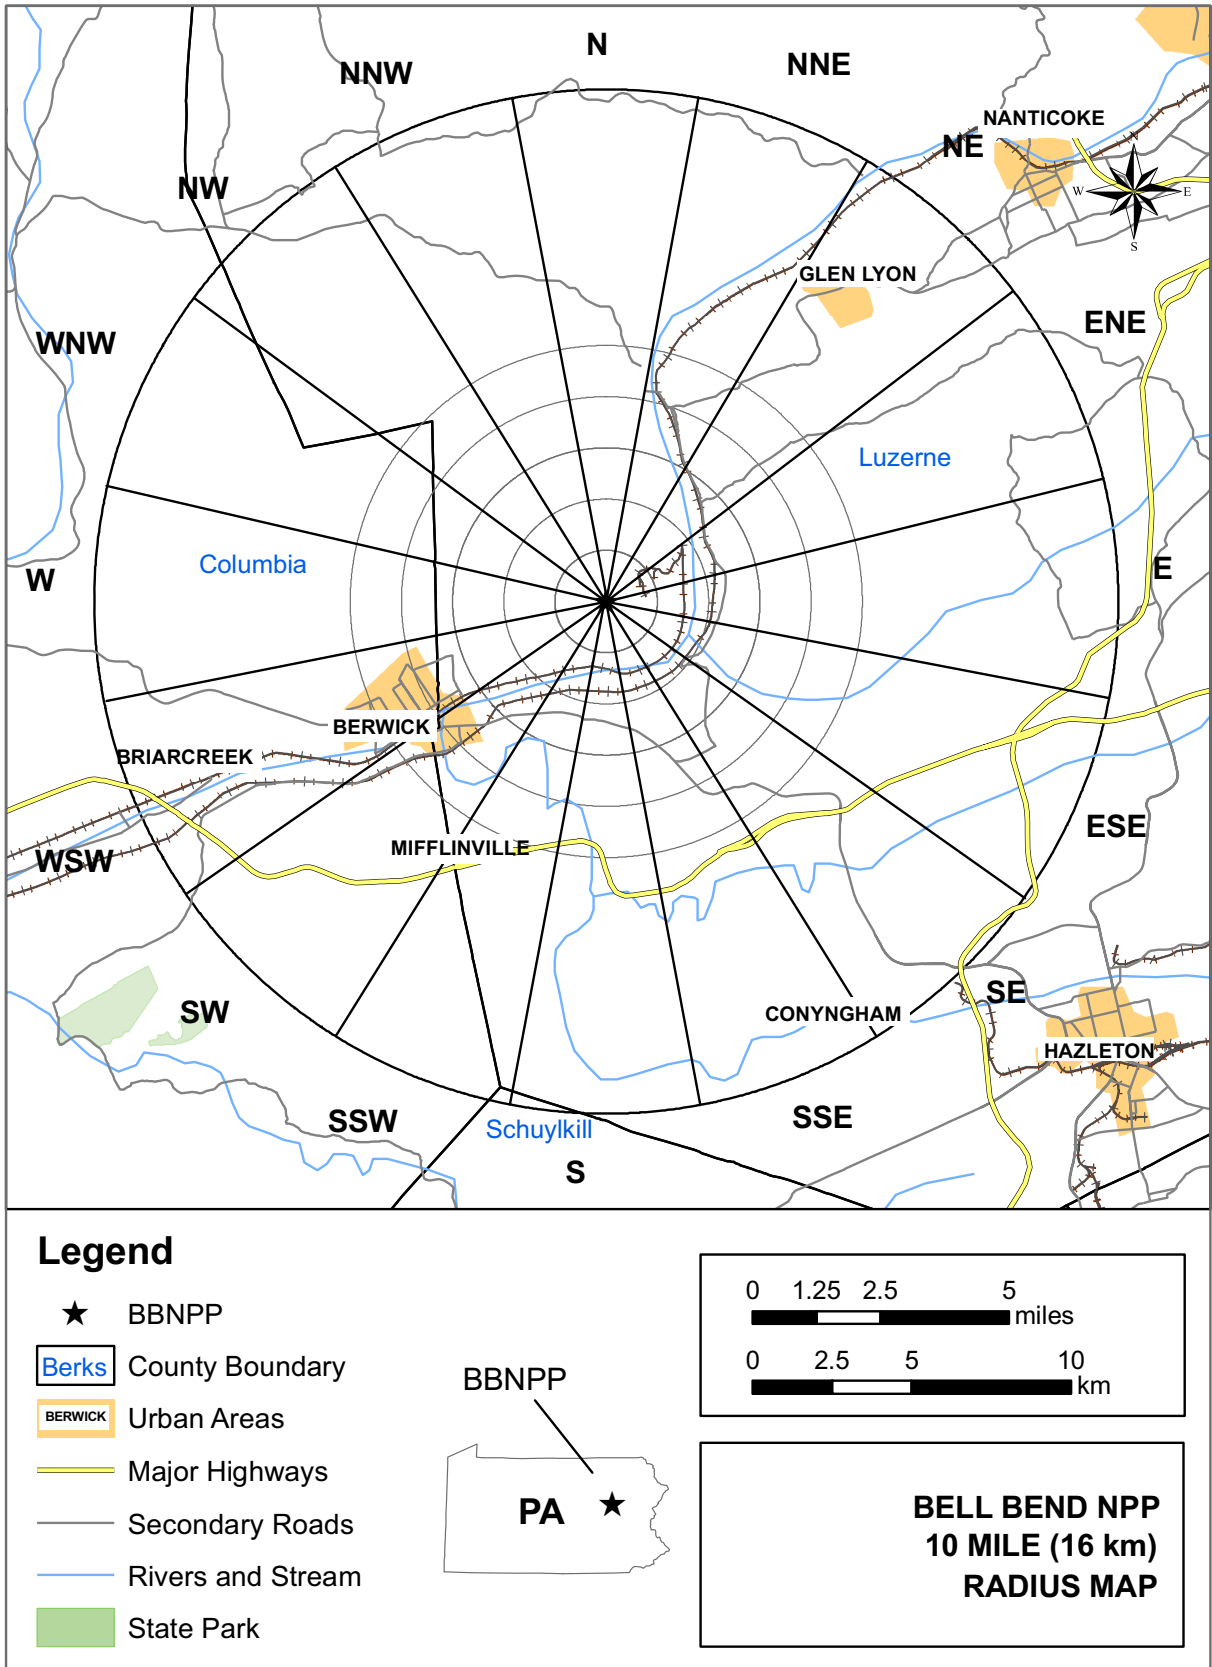 N
NNW
NNE
NANTICOKE
NE
NW
N
W
E
S
GLEN LYON
ENE
WNW
Luzerne
Columbia
E
W
BERWICK
BRIARCREEK
MIFFLINVILLE
ESE
WSW
SE
SW
CONYNGHAM
HAZLETON
SSW
SSE
Schuylkill
S
Legend
BBNPP
Berks County Boundary
BERWICK Urban Areas
Major Highways
Secondary Roads
Rivers and Stream
State Park
BBNPP
PA
0 1.25 2.5 5
miles
0 2.5 5 10
km
BELL BEND NPP
10 MILE (16 km)
RADIUS MAP